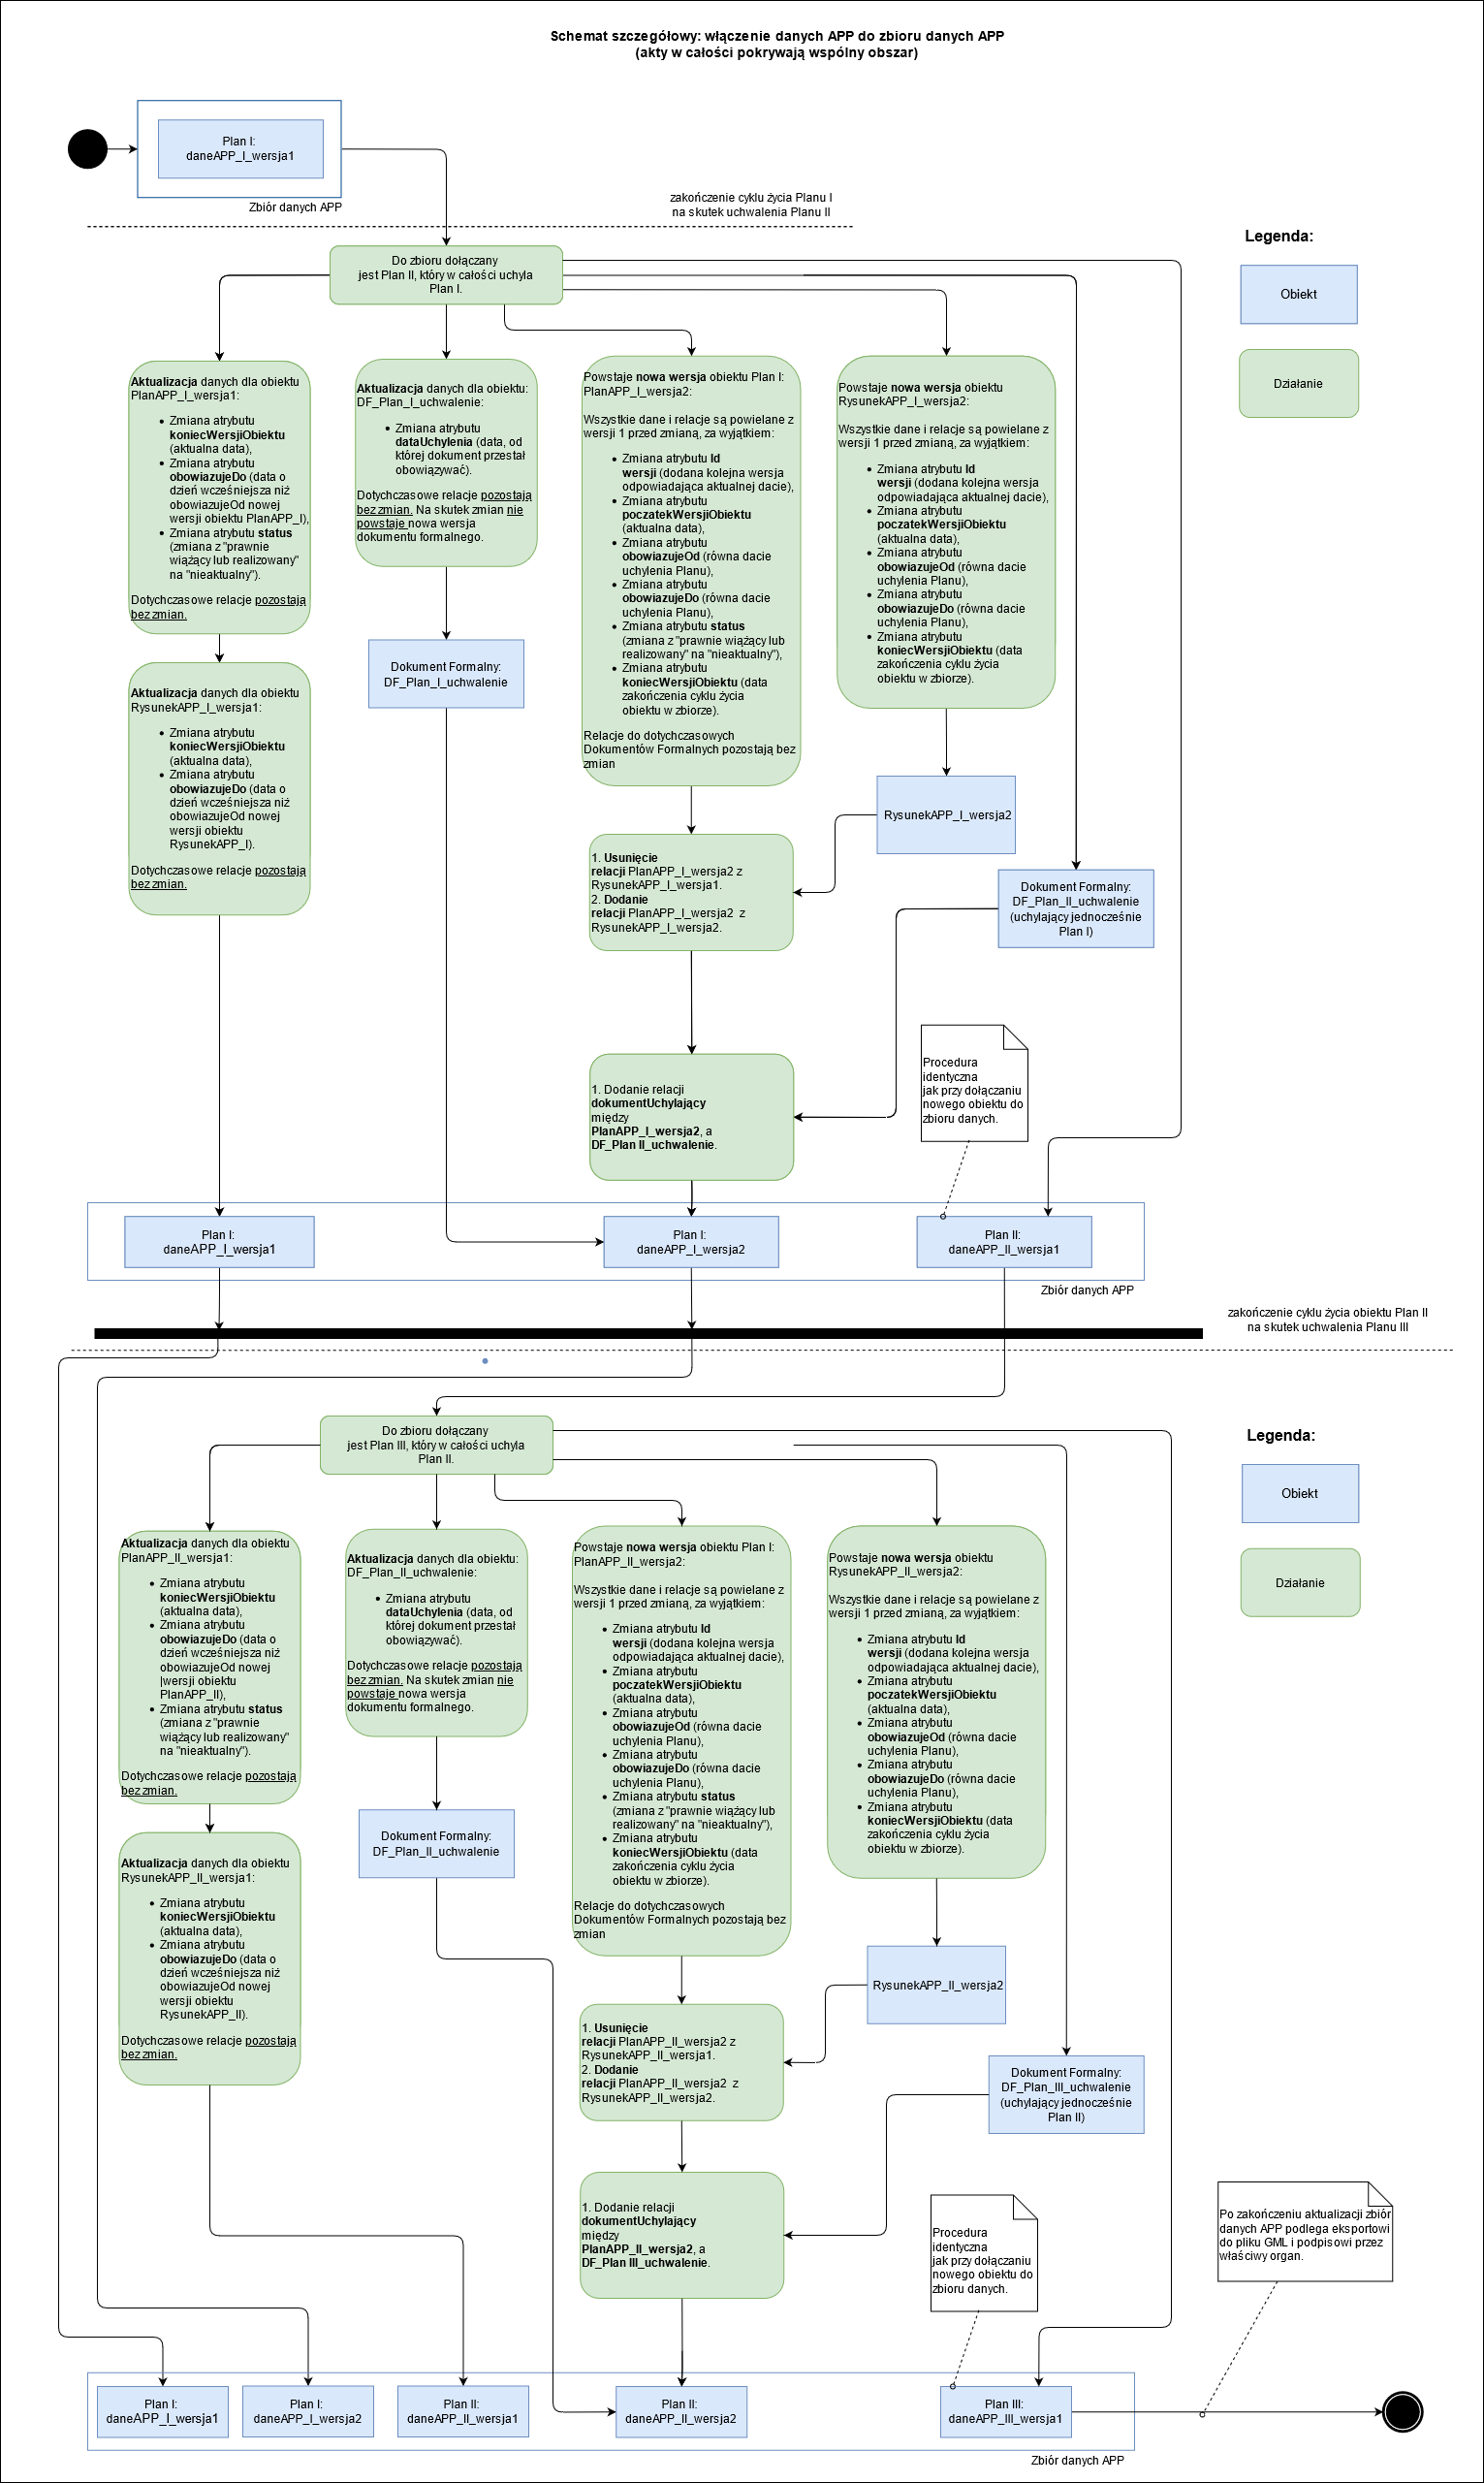 Schemat szczegółowy: włączenie danych APP do zbioru danych APP
(akty w całości pokrywają wspólny obszar)
Plan I:
daneAPP_I_wersja1
Zbiór danych APP
zakończenie cyklu życia Planu I
na skutek uchwalenia Planu II
Legenda:
Obiekt
Działanie
Do zbioru dołączany
jest Plan II, który w całości uchyla
Plan I.
Aktualizacja danych dla obiektu
PlanAPP_I_wersja1:
• Zmiana atrybutu
koniecWersjiObiektu
(aktualna data),
• Zmiana atrybutu
obowiazujeDo (data o
dzień wcześniejsza niż
obowiazujeOd nowej
wersji obiektu PlanAPP_I),
• Zmiana atrybutu status
(zmiana z "prawnie
wiążący lub realizowany"
na "nieaktualny").
Dotychczasowe relacje pozostają
bez zmian.
Aktualizacja danych dla obiektu:
DF_Plan_I_uchwalenie:
• Zmiana atrybutu
dataUchylenia (data, od
której dokument przestał
obowiązywać).
Dotychczasowe relacje pozostają
bez zmian. Na skutek zmian nie
powstaje nowa wersja
dokumentu formalnego.
Powstaje nowa wersja obiektu Plan I:
PlanAPP_I_wersja2:
Wszystkie dane i relacje są powielane z
wersji 1 przed zmianą, za wyjątkiem:
• Zmiana atrybutu Id
wersji (dodana kolejna wersja
odpowiadająca aktualnej dacie),
• Zmiana atrybutu
poczatekWersjiObiektu
(aktualna data),
• Zmiana atrybutu
obowiazujeOd (równa dacie
uchylenia Planu),
• Zmiana atrybutu
obowiazujeDo (równa dacie
uchylenia Planu),
• Zmiana atrybutu status
(zmiana z "prawnie wiążący lub
realizowany" na "nieaktualny"),
• Zmiana atrybutu
koniecWersjiObiektu (data
zakończenia cyklu życia
obiektu w zbiorze).
Relacje do dotychczasowych
Dokumentów Formalnych pozostają bez
zmian
Powstaje nowa wersja obiektu
RysunekAPP_I_wersja2:
Wszystkie dane i relacje są powielane z
wersji 1 przed zmianą, za wyjątkiem:
• Zmiana atrybutu Id
wersji (dodana kolejna wersja
odpowiadająca aktualnej dacie),
• Zmiana atrybutu
poczatekWersjiObiektu
(aktualna data),
• Zmiana atrybutu
obowiazujeOd (równa dacie
uchylenia Planu),
• Zmiana atrybutu
obowiazujeDo (równa dacie
uchylenia Planu),
• Zmiana atrybutu
koniecWersjiObiektu (data
zakończenia cyklu życia
obiektu w zbiorze).
Aktualizacja danych dla obiektu
RysunekAPP_I_wersja1:
• Zmiana atrybutu
koniecWersjiObiektu
(aktualna data),
• Zmiana atrybutu
obowiazujeDo (data o
dzień wcześniejsza niż
obowiazujeOd nowej
wersji obiektu
RysunekAPP_I).
Dotychczasowe relacje pozostają
bez zmian.
Dokument Formalny:
DF_Plan_I_uchwalenie
RysunekAPP_I_wersja2
1. Usunięcie
relacji PlanAPP_I_wersja2 z
RysunekAPP_I_wersja1.
2. Dodanie
relacji PlanAPP_I_wersja2 z
RysunekAPP_I_wersja2.
Dokument Formalny:
DF_Plan_II_uchwalenie
(uchylający jednocześnie
Plan I)
1. Dodanie relacji
dokumentUchylający
między
PlanAPP_I_wersja2, a
DF_Plan II_uchwalenie.
Procedura
identyczna
jak przy dołączaniu
nowego obiektu do
zbioru danych.
Plan I:
daneAPP_I_wersja1
Plan I:
daneAPP_I_wersja2
Plan II:
daneAPP_II_wersja1
Zbiór danych APP
zakończenie cyklu życia obiektu Plan II
na skutek uchwalenia Planu III
Legenda:
Obiekt
Działanie
Do zbioru dołączany
jest Plan III, który w całości uchyla
Plan II.
Aktualizacja danych dla obiektu
PlanAPP_II_wersja1:
• Zmiana atrybutu
koniecWersjiObiektu
(aktualna data),
• Zmiana atrybutu
obowiazujeDo (data o
dzień wcześniejsza niż
obowiazujeOd nowej
|wersji obiektu
PlanAPP_II),
• Zmiana atrybutu status
(zmiana z "prawnie
wiążący lub realizowany"
na "nieaktualny").
Dotychczasowe relacje pozostają
bez zmian.
Aktualizacja danych dla obiektu:
DF_Plan_II_uchwalenie:
• Zmiana atrybutu
dataUchylenia (data, od
której dokument przestał
obowiązywać).
Dotychczasowe relacje pozostają
bez zmian. Na skutek zmian nie
powstaje nowa wersja
dokumentu formalnego.
Powstaje nowa wersja obiektu Plan I:
PlanAPP_II_wersja2:
Wszystkie dane i relacje są powielane z
wersji 1 przed zmianą, za wyjątkiem:
• Zmiana atrybutu Id
wersji (dodana kolejna wersja
odpowiadająca aktualnej dacie),
• Zmiana atrybutu
poczatekWersjiObiektu
(aktualna data),
• Zmiana atrybutu
obowiazujeOd (równa dacie
uchylenia Planu),
• Zmiana atrybutu
obowiazujeDo (równa dacie
uchylenia Planu),
• Zmiana atrybutu status
(zmiana z "prawnie wiążący lub
realizowany" na "nieaktualny"),
• Zmiana atrybutu
koniecWersjiObiektu (data
zakończenia cyklu życia
obiektu w zbiorze).
Relacje do dotychczasowych
Dokumentów Formalnych pozostają bez
zmian
Powstaje nowa wersja obiektu
RysunekAPP_II_wersja2:
Wszystkie dane i relacje są powielane z
wersji 1 przed zmianą, za wyjątkiem:
• Zmiana atrybutu Id
wersji (dodana kolejna wersja
odpowiadająca aktualnej dacie),
• Zmiana atrybutu
poczatekWersjiObiektu
(aktualna data),
• Zmiana atrybutu
obowiazujeOd (równa dacie
uchylenia Planu),
• Zmiana atrybutu
obowiazujeDo (równa dacie
uchylenia Planu),
• Zmiana atrybutu
koniecWersjiObiektu (data
zakończenia cyklu życia
obiektu w zbiorze).
Aktualizacja danych dla obiektu
RysunekAPP_II_wersja1:
• Zmiana atrybutu
koniecWersjiObiektu
(aktualna data),
• Zmiana atrybutu
obowiazujeDo (data o
dzień wcześniejsza niż
obowiazujeOd nowej
wersji obiektu
RysunekAPP_II).
Dotychczasowe relacje pozostają
bez zmian.
Dokument Formalny:
DF_Plan_II_uchwalenie
RysunekAPP_II_wersja2
1. Usunięcie
relacji PlanAPP_II_wersja2 z
RysunekAPP_II_wersja1.
2. Dodanie
relacji PlanAPP_II_wersja2 z
RysunekAPP_II_wersja2.
Dokument Formalny:
DF_Plan_III_uchwalenie
(uchylający jednocześnie
Plan II)
1. Dodanie relacji
dokumentUchylający
między
PlanAPP_II_wersja2, a
DF_Plan III_uchwalenie.
Procedura
identyczna
jak przy dołączaniu
nowego obiektu do
zbioru danych.
Po zakończeniu aktualizacji zbiór
danych APP podlega eksportowi
do pliku GML i podpisowi przez
właściwy organ.
Plan I:
daneAPP_I_wersja1
Plan I:
daneAPP_I_wersja2
Plan II:
daneAPP_II_wersja1
Plan II:
daneAPP_II_wersja2
Plan III:
daneAPP_III_wersja1
Zbiór danych APP